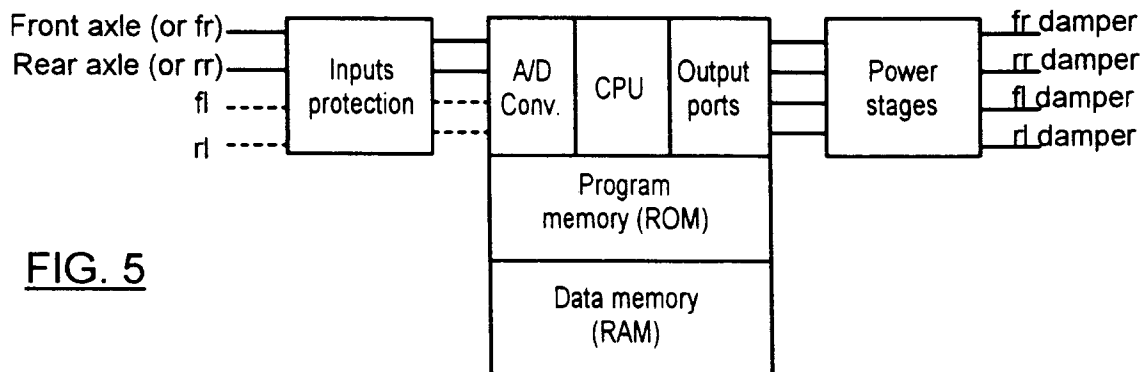 Front axle (or fr)
Rear axle (or rr)
fl
rl
Inputs
protection
A/D
Conv.
CPU
Output
ports
Power
stages
fr damper
rr damper
fl damper
rl damper
Program
memory (ROM)
Data memory
(RAM)
FIG. 5